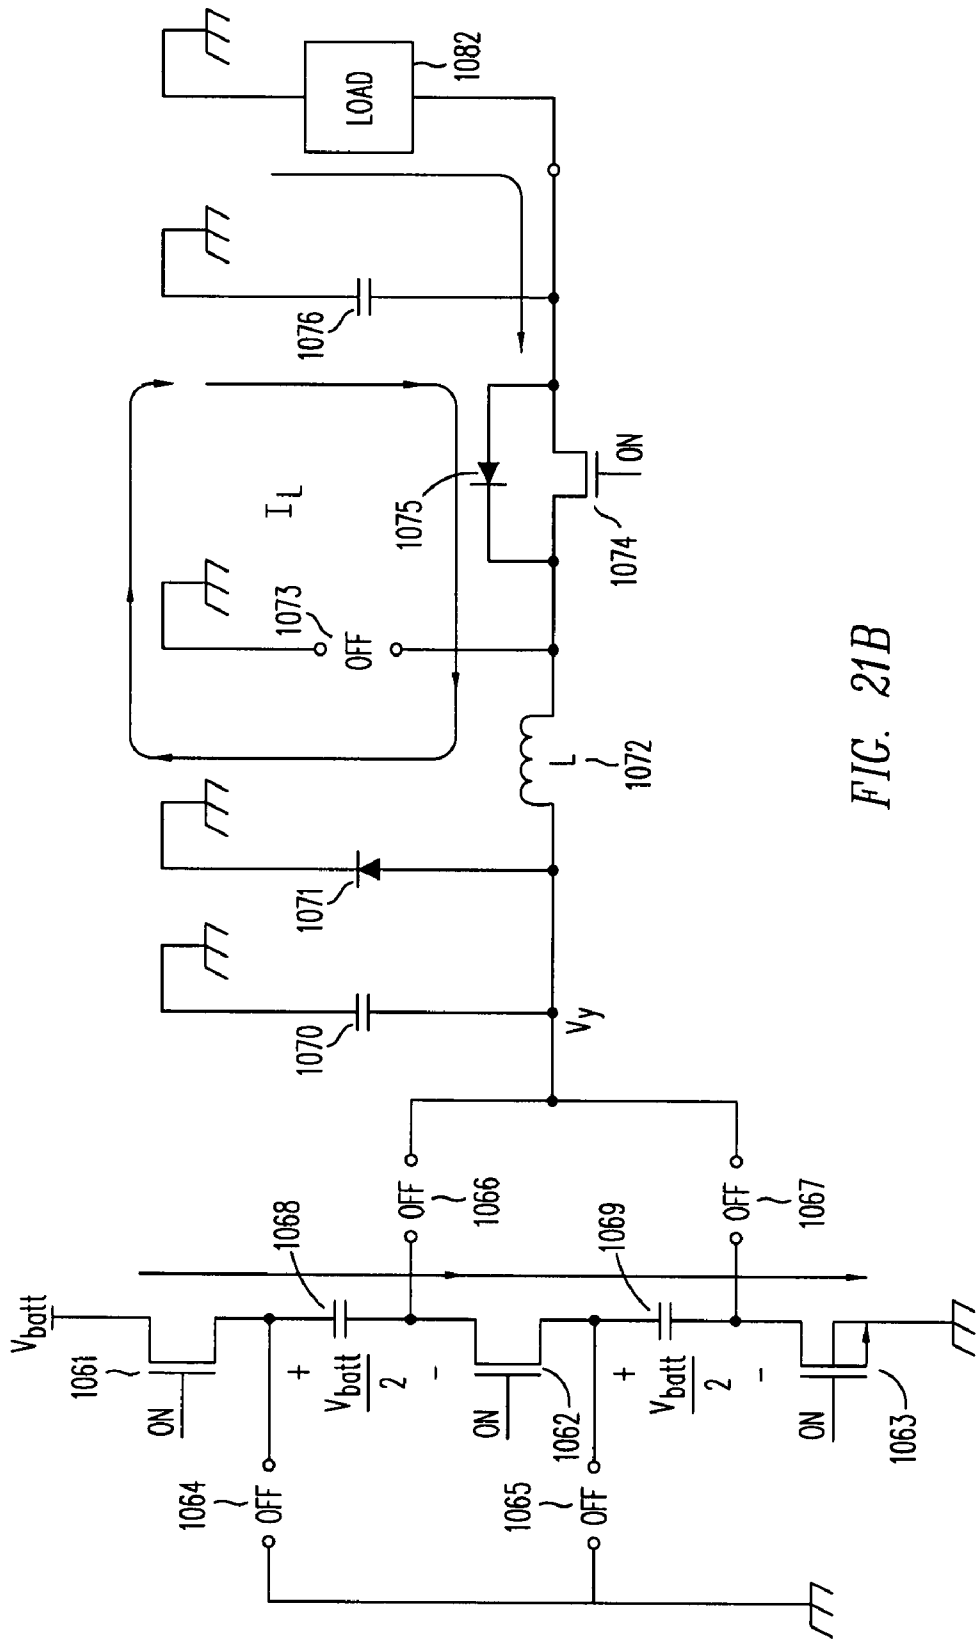 V_batt
1061
ON
1064
OFF
+
V_batt
2
-
1068
OFF
1066
ON
1062
1065
OFF
+
V_batt
2
-
1069
OFF
1067
ON
1063
V_y
1070
1071
L
1072
1073
OFF
I_L
1075
1074
ON
1076
LOAD
1082
FIG. 21B